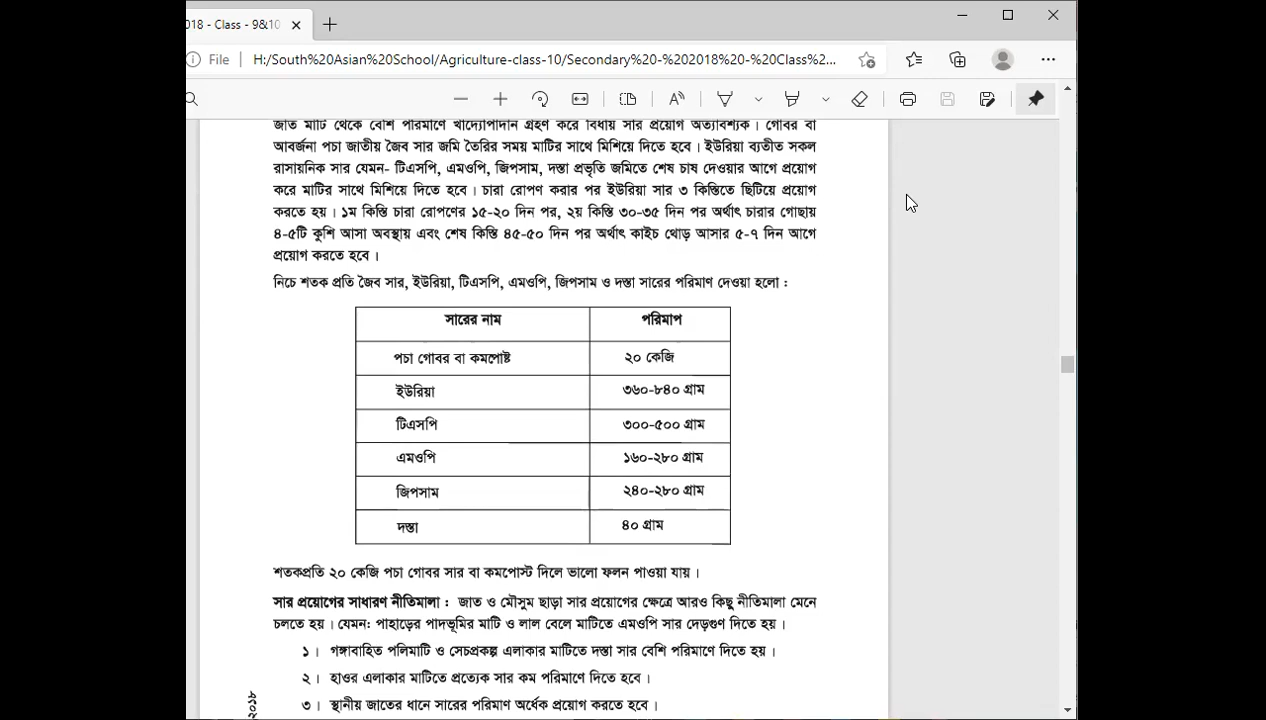 018 - Class - 9&10
File H:/South%20Asian%20School/Agriculture-class-10/Secondary%20-%202018%20-%20Class%2...
জাত মাটি থেকে বেশি পরিমাণে খাদ্যোপাদান গ্রহণ করে বিধায় সার প্রয়োগ অত্যাবশ্যক। গোবর বা
আবর্জনা পচা জাতীয় জৈব সার জমি তৈরির সময় মাটির সাথে মিশিয়ে দিতে হবে। ইউরিয়া ব্যতীত সকল
রাসায়নিক সার যেমন- টিএসপি, এমওপি, জিপসাম, দস্তা প্রভৃতি জমিতে শেষ চাষ দেওয়ার আগে প্রয়োগ
করে মাটির সাথে মিশিয়ে দিতে হবে। চারা রোপণ করার পর ইউরিয়া সার ৩ কিস্তিতে ছিটিয়ে প্রয়োগ
করতে হয়। ১ম কিস্তি চারা রোপণের ১৫-২০ দিন পর, ২য় কিস্তি ৩০-৩৫ দিন পর অর্থাৎ চারার গোছায়
৪-৫টি কুশি আসা অবস্থায় এবং শেষ কিস্তি ৪৫-৫০ দিন পর অর্থাৎ কাইচ থোড় আসার ৫-৭ দিন আগে
প্রয়োগ করতে হবে।
নিচে শতক প্রতি জৈব সার, ইউরিয়া, টিএসপি, এমওপি, জিপসাম ও দস্তা সারের পরিমাণ দেওয়া হলো :
সারের নাম পরিমাপ
পচা গোবর বা কমপোষ্ট ২০ কেজি
ইউরিয়া ৩৬০-৮৪০ গ্রাম
টিএসপি ৩০০-৫০০ গ্রাম
এমওপি ১৬০-২৮০ গ্রাম
জিপসাম ২৪০-২৮০ গ্রাম
দস্তা ৪০ গ্রাম
শতকপ্রতি ২০ কেজি পচা গোবর সার বা কমপোস্ট দিলে ভালো ফলন পাওয়া যায়।
সার প্রয়োগের সাধারণ নীতিমালা : জাত ও মৌসুম ছাড়া সার প্রয়োগের ক্ষেত্রে আরও কিছু নীতিমালা মেনে
চলতে হয়। যেমন: পাহাড়ের পাদভূমির মাটি ও লাল বেলে মাটিতে এমওপি সার দেড়গুণ দিতে হয়।
১। গঙ্গাবাহিত পলিমাটি ও সেচপ্রকল্প এলাকার মাটিতে দস্তা সার বেশি পরিমাণে দিতে হয়।
২। হাওর এলাকার মাটিতে প্রত্যেক সার কম পরিমাণে দিতে হবে।
৩। স্থানীয় জাতের ধানে সারের পরিমাণ অর্ধেক প্রয়োগ করতে হবে।
২০১৮